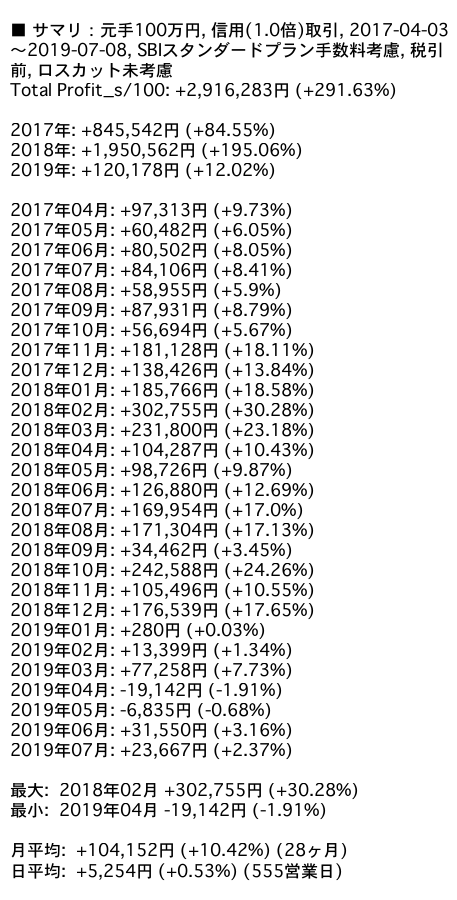 ■ サマリ：元手100万円, 信用(1.0倍)取引, 2017-04-03
〜2019-07-08, SBIスタンダードプラン手数料考慮, 税引
前, ロスカット未考慮
Total Profit_s/100: +2,916,283円 (+291.63%)
2017年: +845,542円 (+84.55%)
2018年: +1,950,562円 (+195.06%)
2019年: +120,178円 (+12.02%)
2017年04月: +97,313円 (+9.73%)
2017年05月: +60,482円 (+6.05%)
2017年06月: +80,502円 (+8.05%)
2017年07月: +84,106円 (+8.41%)
2017年08月: +58,955円 (+5.9%)
2017年09月: +87,931円 (+8.79%)
2017年10月: +56,694円 (+5.67%)
2017年11月: +181,128円 (+18.11%)
2017年12月: +138,426円 (+13.84%)
2018年01月: +185,766円 (+18.58%)
2018年02月: +302,755円 (+30.28%)
2018年03月: +231,800円 (+23.18%)
2018年04月: +104,287円 (+10.43%)
2018年05月: +98,726円 (+9.87%)
2018年06月: +126,880円 (+12.69%)
2018年07月: +169,954円 (+17.0%)
2018年08月: +171,304円 (+17.13%)
2018年09月: +34,462円 (+3.45%)
2018年10月: +242,588円 (+24.26%)
2018年11月: +105,496円 (+10.55%)
2018年12月: +176,539円 (+17.65%)
2019年01月: +280円 (+0.03%)
2019年02月: +13,399円 (+1.34%)
2019年03月: +77,258円 (+7.73%)
2019年04月: -19,142円 (-1.91%)
2019年05月: -6,835円 (-0.68%)
2019年06月: +31,550円 (+3.16%)
2019年07月: +23,667円 (+2.37%)
最大: 2018年02月 +302,755円 (+30.28%)
最小: 2019年04月 -19,142円 (-1.91%)
月平均: +104,152円 (+10.42%) (28ヶ月)
日平均: +5,254円 (+0.53%) (555営業日)